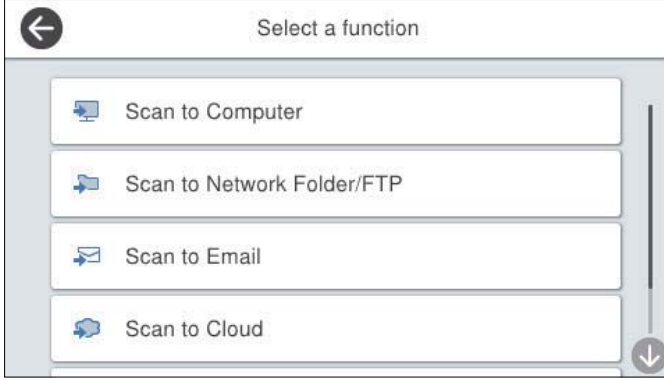 Select a function
Scan to Computer
Scan to Network Folder/FTP
Scan to Email
Scan to Cloud